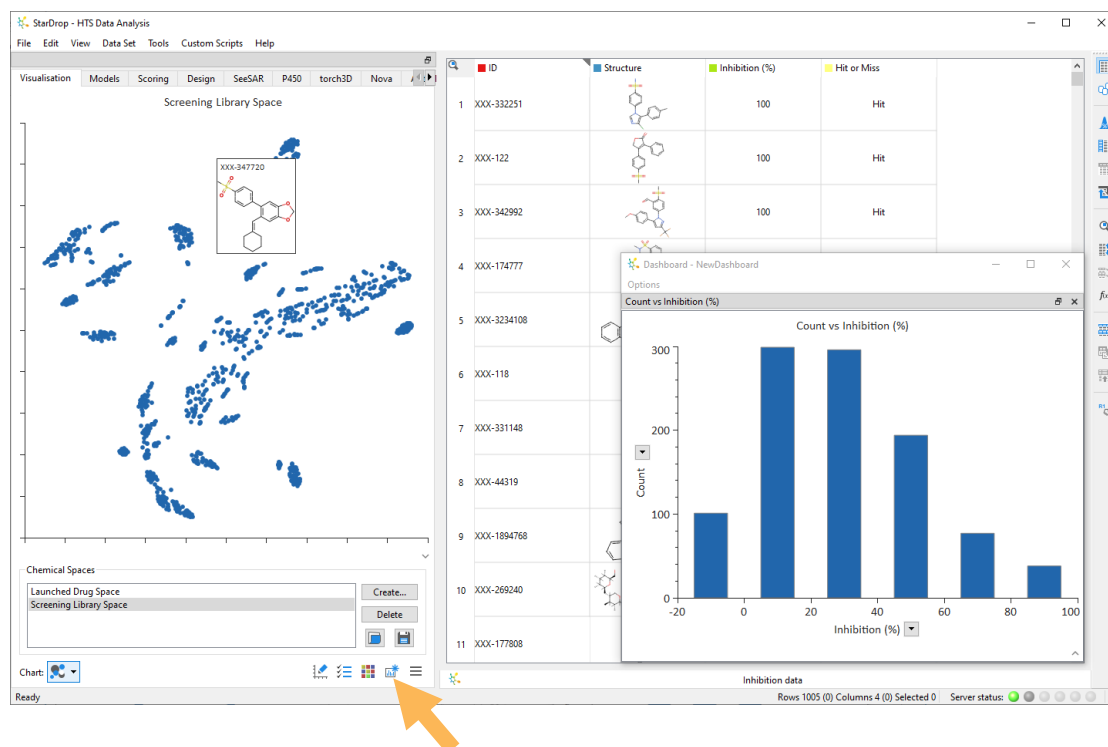 StarDrop - HTS Data Analysis
File Edit View Data Set Tools Custom Scripts Help
Visualisation Models Scoring Design SeeSAR P450 torch3D Nova
Screening Library Space
XXX-347720
ID Structure Inhibition (%) Hit or Miss
1 XXX-332251 100 Hit
2 XXX-122 100 Hit
3 XXX-342992 100 Hit
4 XXX-174777
5 XXX-3234108
6 XXX-118
7 XXX-331148
8 XXX-44319
9 XXX-1894768
10 XXX-269240
11 XXX-177808
Dashboard - NewDashboard
Options
Count vs Inhibition (%)
Count vs Inhibition (%)
300
200
100
0
Count
-20 0 20 40 60 80 100
Inhibition (%)
Chemical Spaces
Launched Drug Space
Screening Library Space
Create...
Delete
Chart:
Inhibition data
Ready
Rows 1005 (0) Columns 4 (0) Selected 0 Server status: